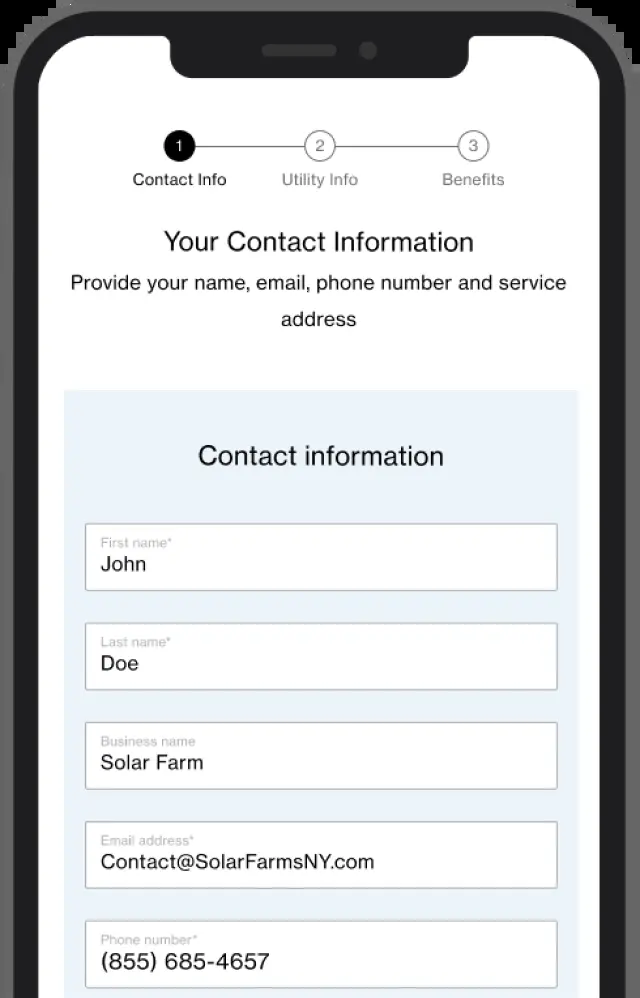 1 2 3
Contact Info Utility Info Benefits
Your Contact Information
Provide your name, email, phone number and service
address
Contact information
First name*
John
Last name*
Doe
Business name
Solar Farm
Email address*
Contact@SolarFarmsNY.com
Phone number*
(855) 685-4657